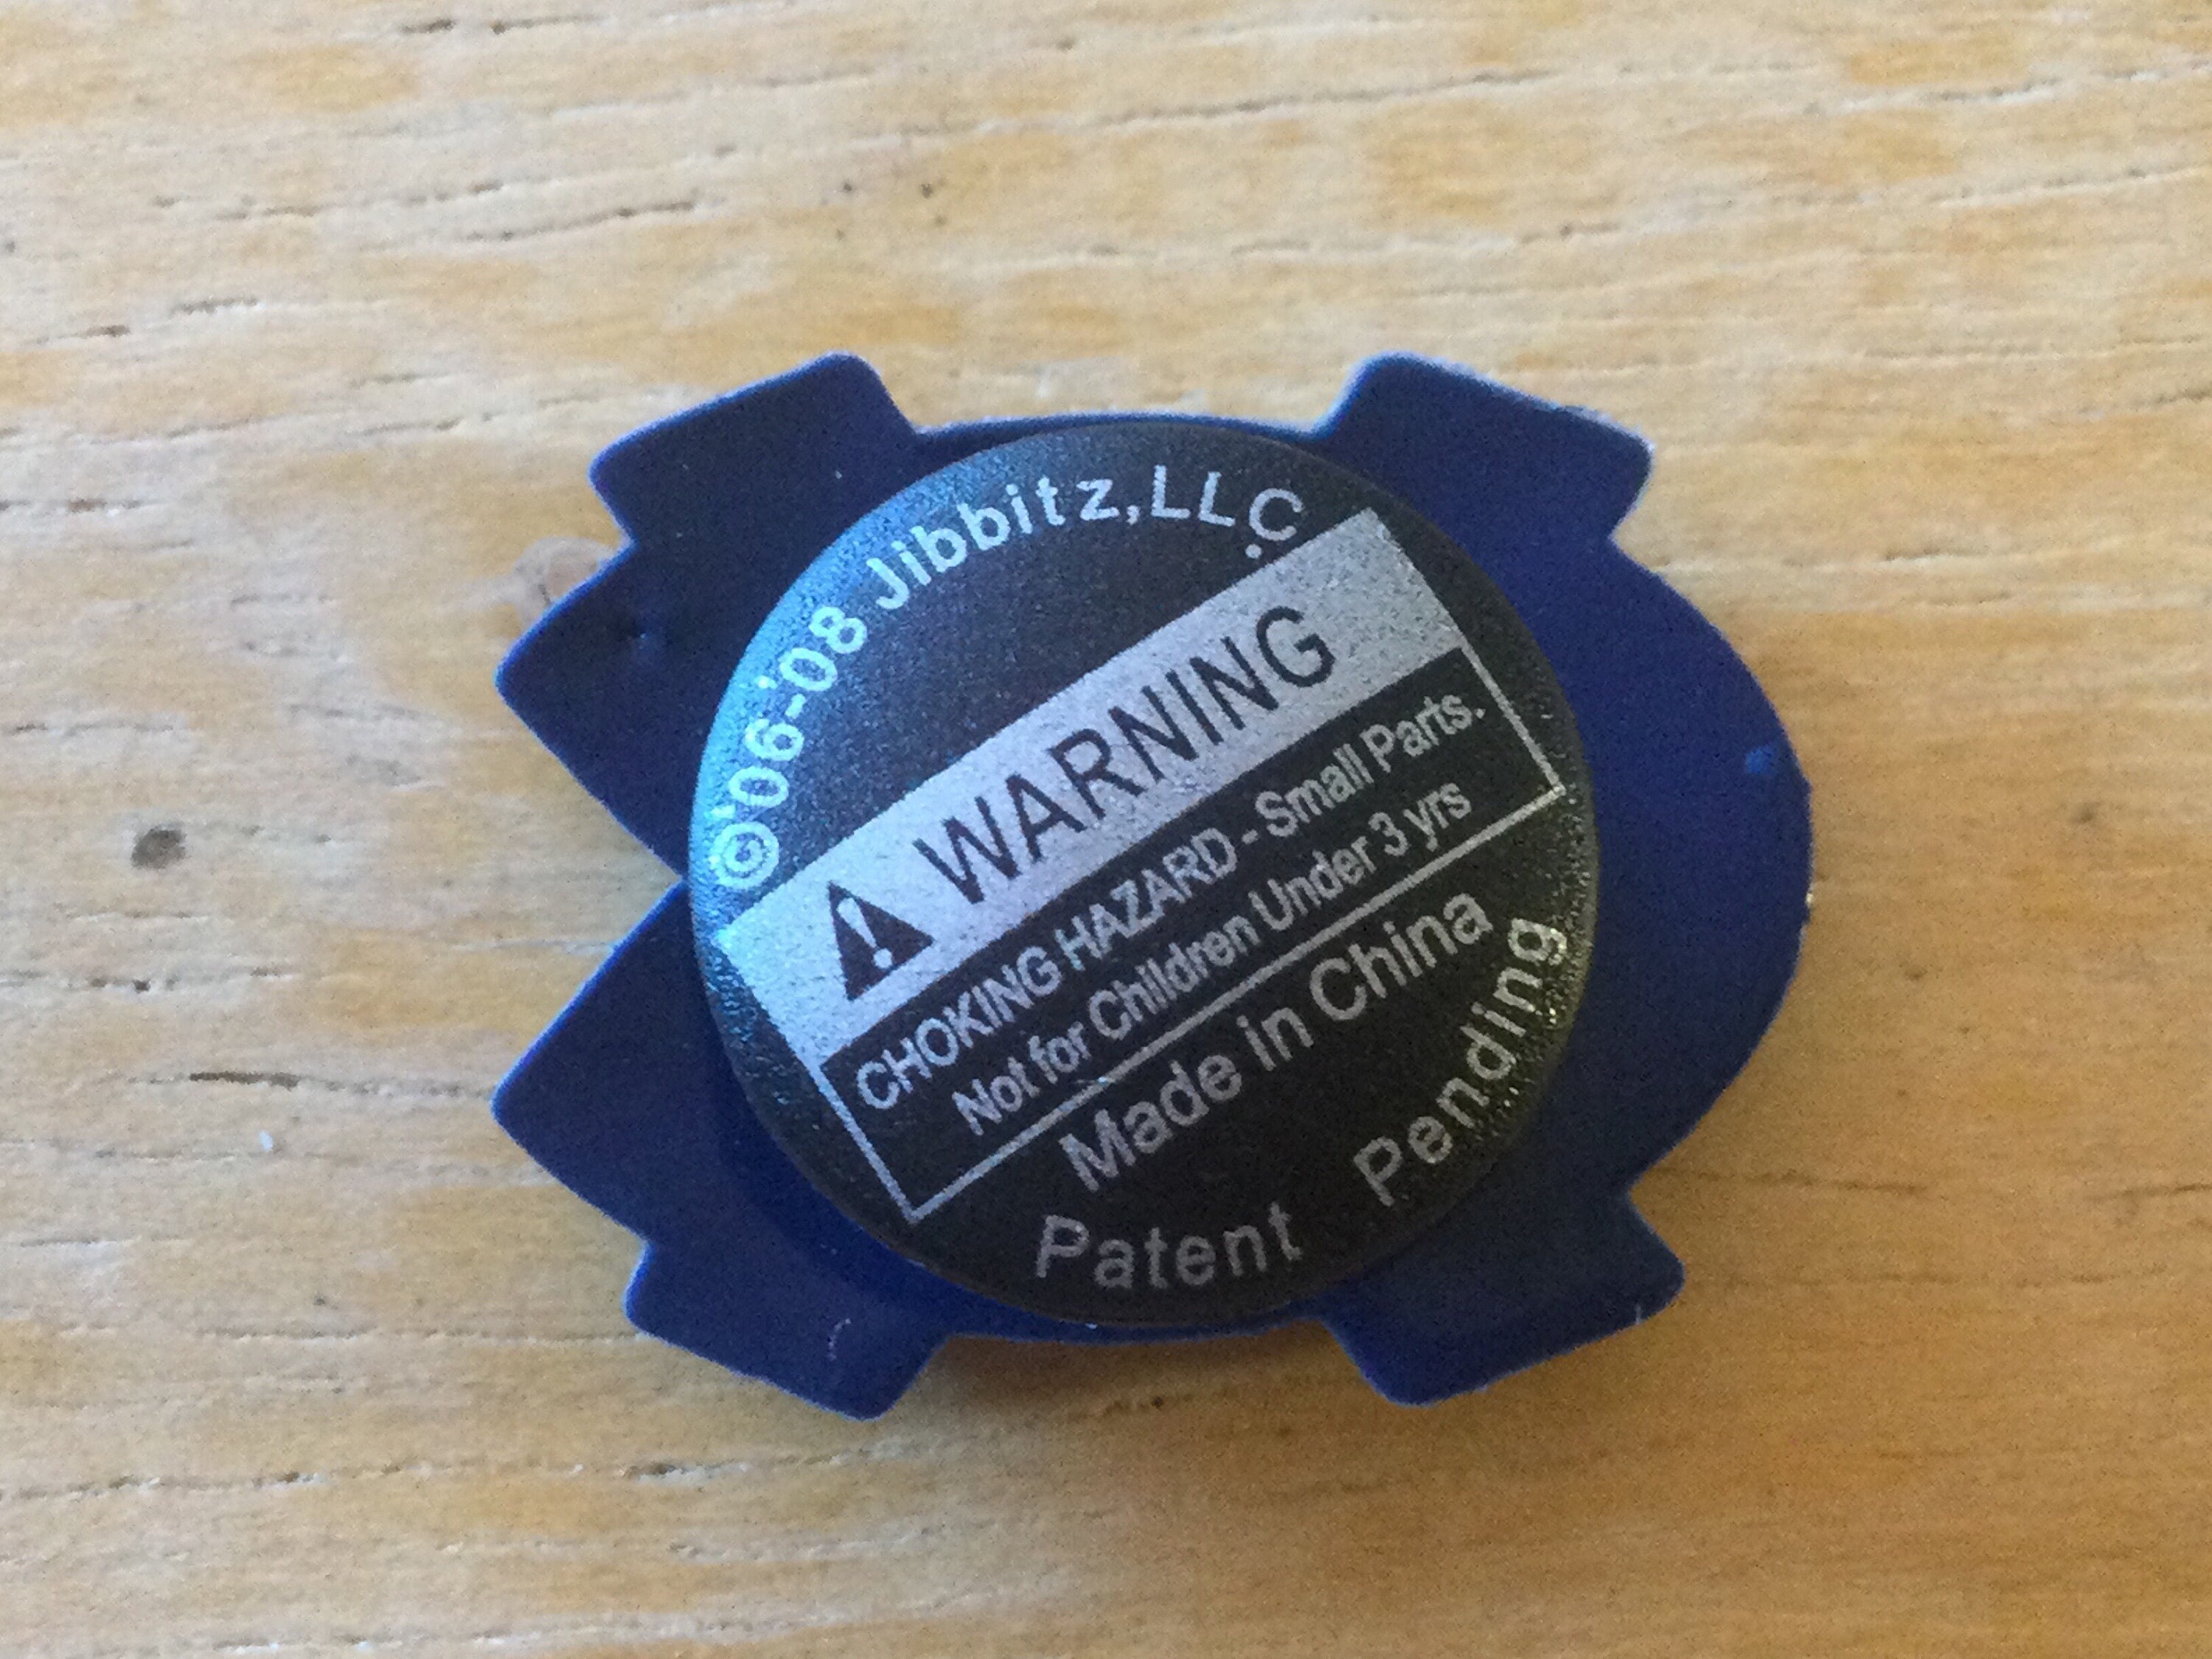 ©'06-'08 Jibbitz,LLC.
WARNING
CHOKING HAZARD - Small Parts.
Not for Children Under 3 yrs
Made in China
Patent Pending